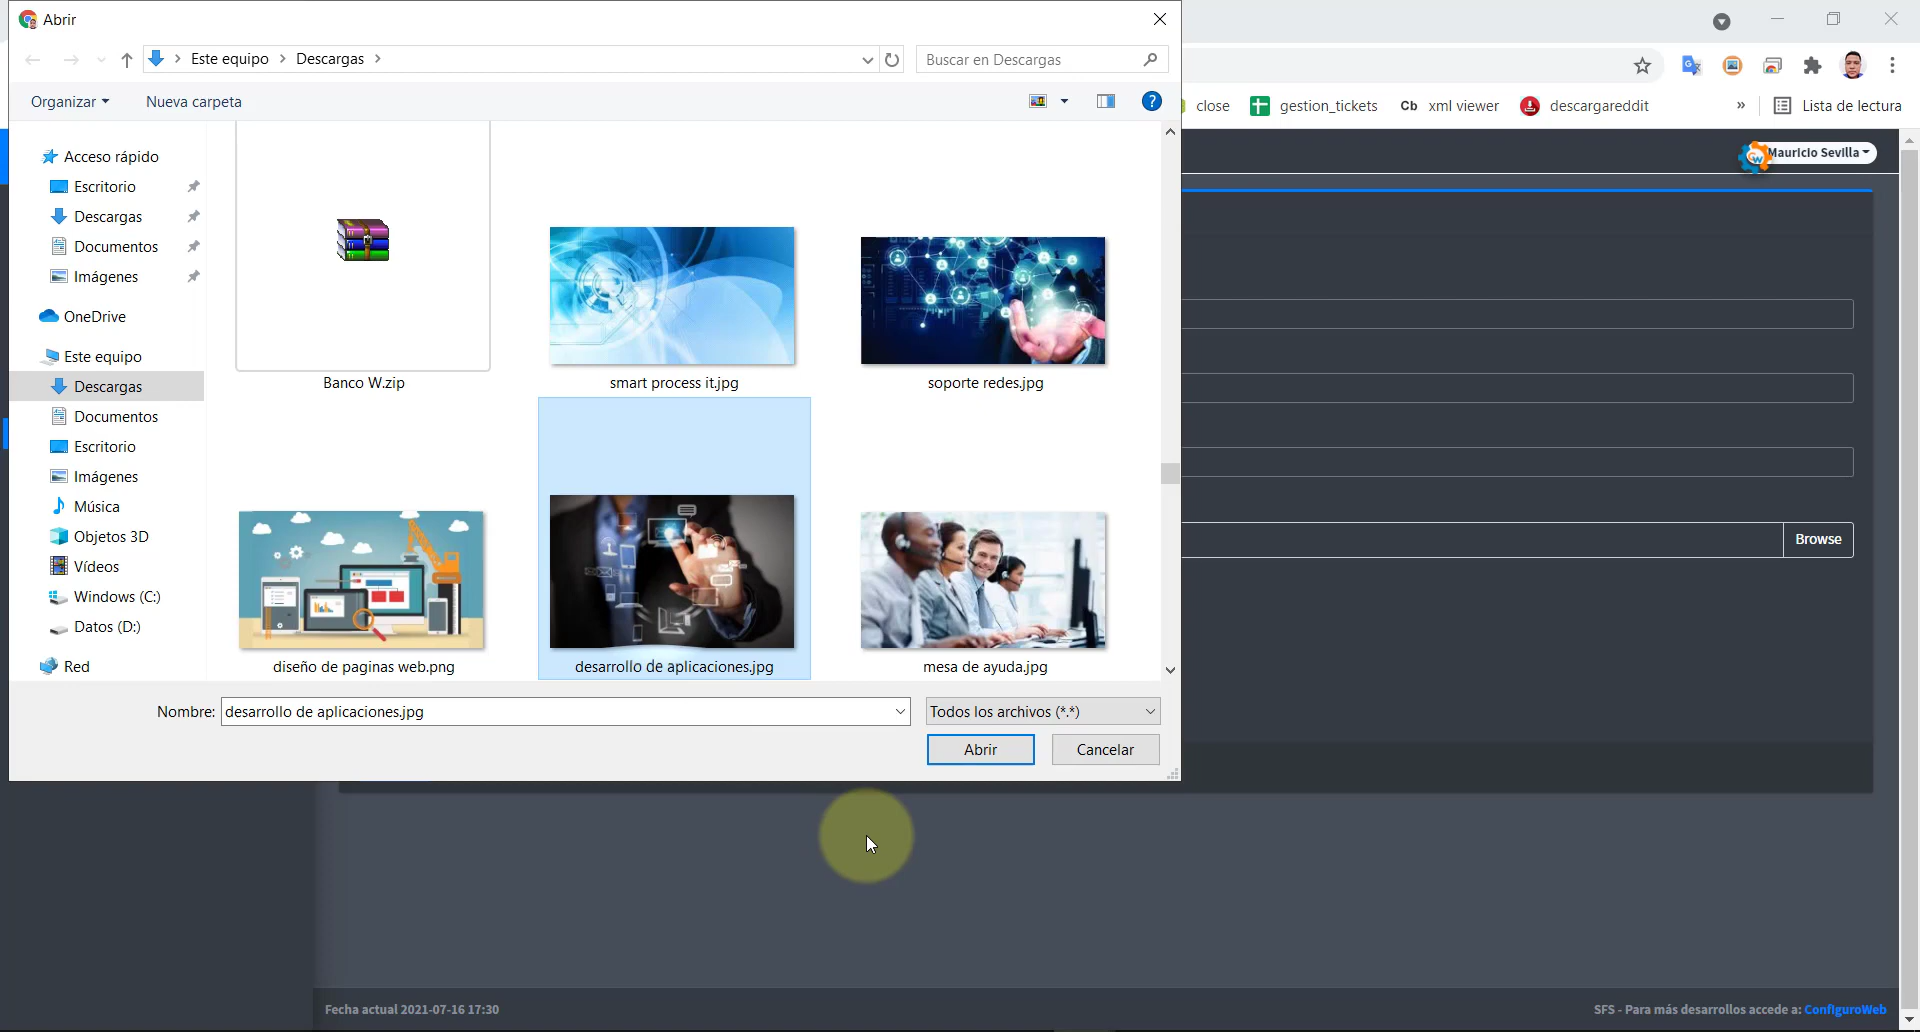 Abrir
Este equipo
Descargas
Buscar en Descargas
Organizar
Nueva carpeta
?
close
gestion_tickets
Cb xml viewer
descargareddit
»
Lista de lectura
Mauricio Sevilla
Acceso rápido
Escritorio
Descargas
Documentos
Imágenes
OneDrive
Este equipo
Descargas
Documentos
Escritorio
Imágenes
Música
Objetos 3D
Vídeos
Windows (C:)
Datos (D:)
Red
Banco W.zip
smart process it.jpg
soporte redes.jpg
diseño de paginas web.png
desarrollo de aplicaciones.jpg
mesa de ayuda.jpg
Browse
Nombre:
desarrollo de aplicaciones.jpg
Todos los archivos (*.*)
Abrir
Cancelar
Fecha actual 2021-07-16 17:30
SFS - Para más desarrollos accede a: ConfiguroWeb